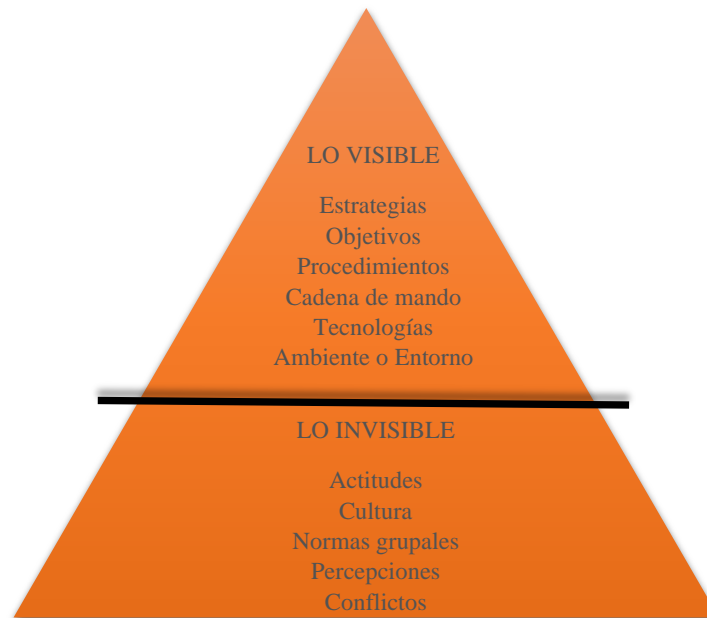 LO VISIBLE
Estrategias
Objetivos
Procedimientos
Cadena de mando
Tecnologías
Ambiente o Entorno
LO INVISIBLE
Actitudes
Cultura
Normas grupales
Percepciones
Conflictos